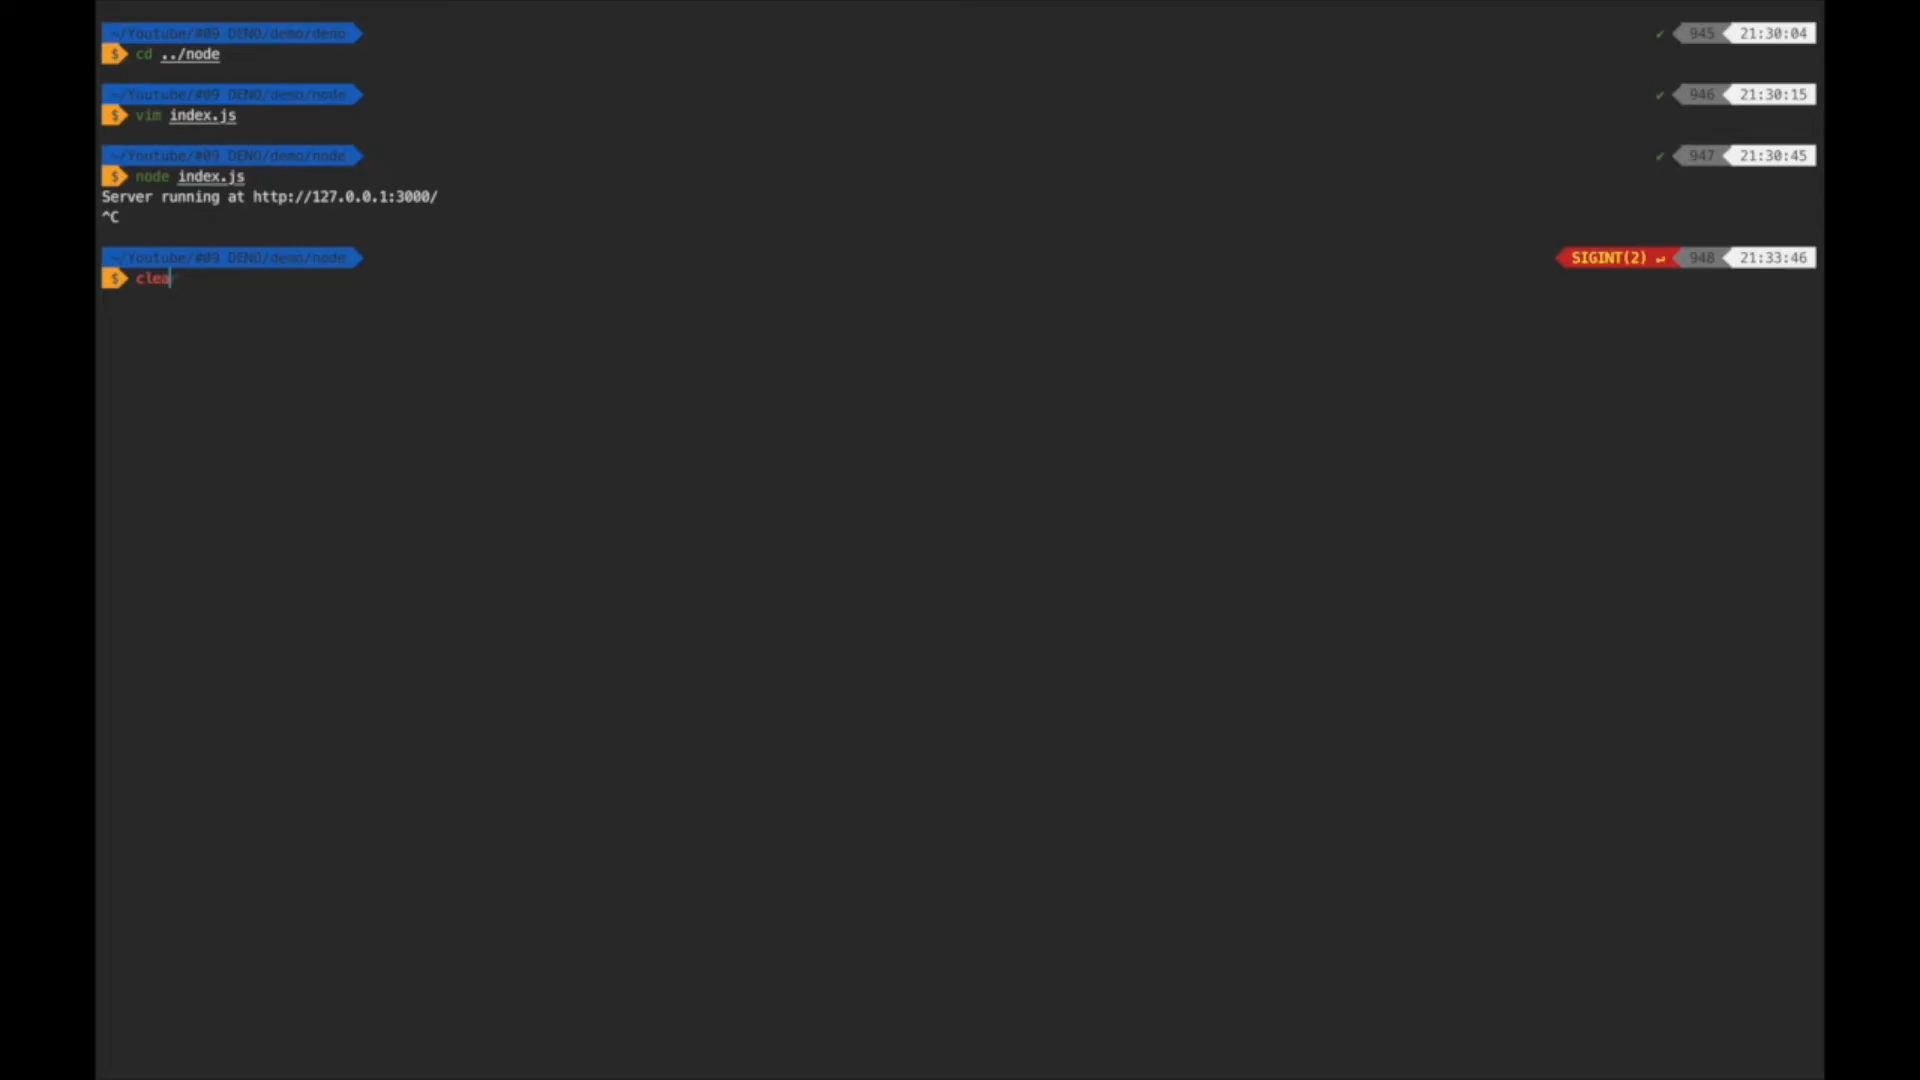 ~/Youtube/#09 DENO/demo/deno ✔ 945 21:30:04
$ cd ../node
~/Youtube/#09 DENO/demo/node ✔ 946 21:30:15
$ vim index.js
~/Youtube/#09 DENO/demo/node ✔ 947 21:30:45
$ node index.js
Server running at http://127.0.0.1:3000/
^C
~/Youtube/#09 DENO/demo/node SIGINT(2) ↵ 948 21:33:46
$ clea